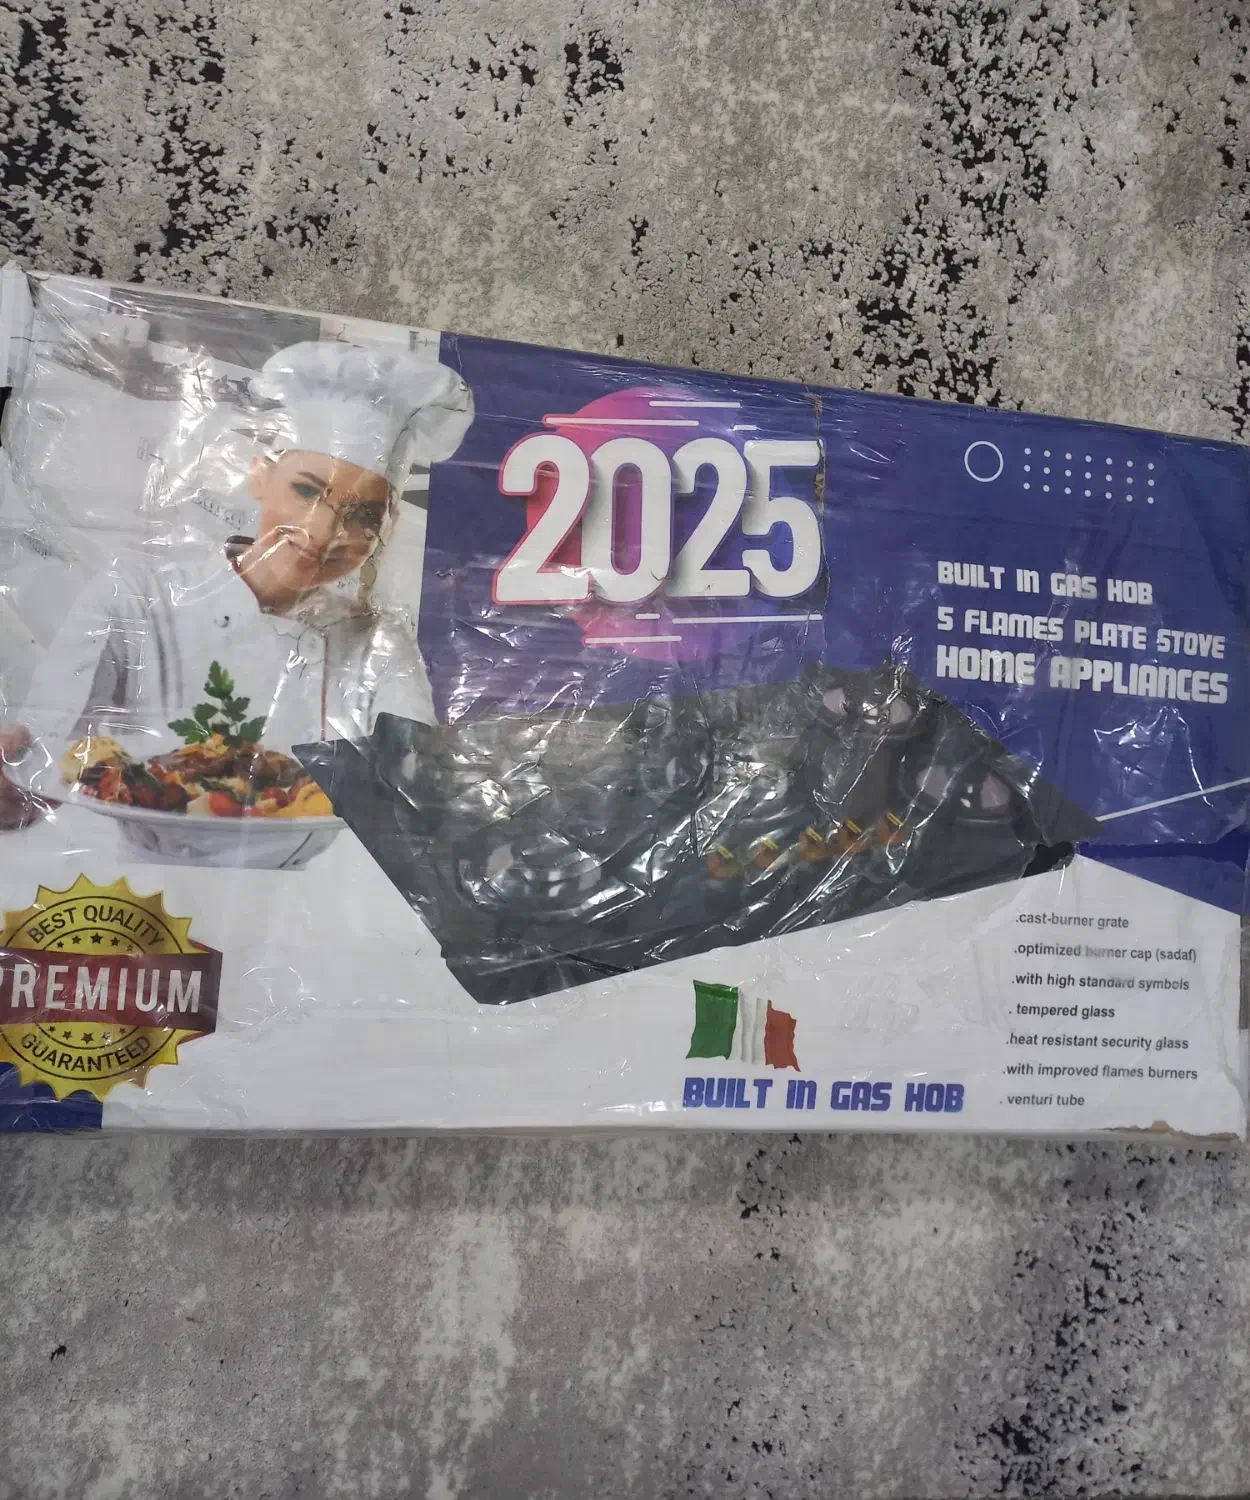 2025
BUILT IN GAS HOB
5 FLAMES PLATE STOVE
HOME APPLIANCES
BEST QUALITY
PREMIUM
GUARANTEED
.cast-burner grate
.optimized burner cap (sadaf)
.with high standard symbols
. tempered glass
.heat resistant security glass
.with improved flames burners
. venturi tube
BUILT IN GAS HOB